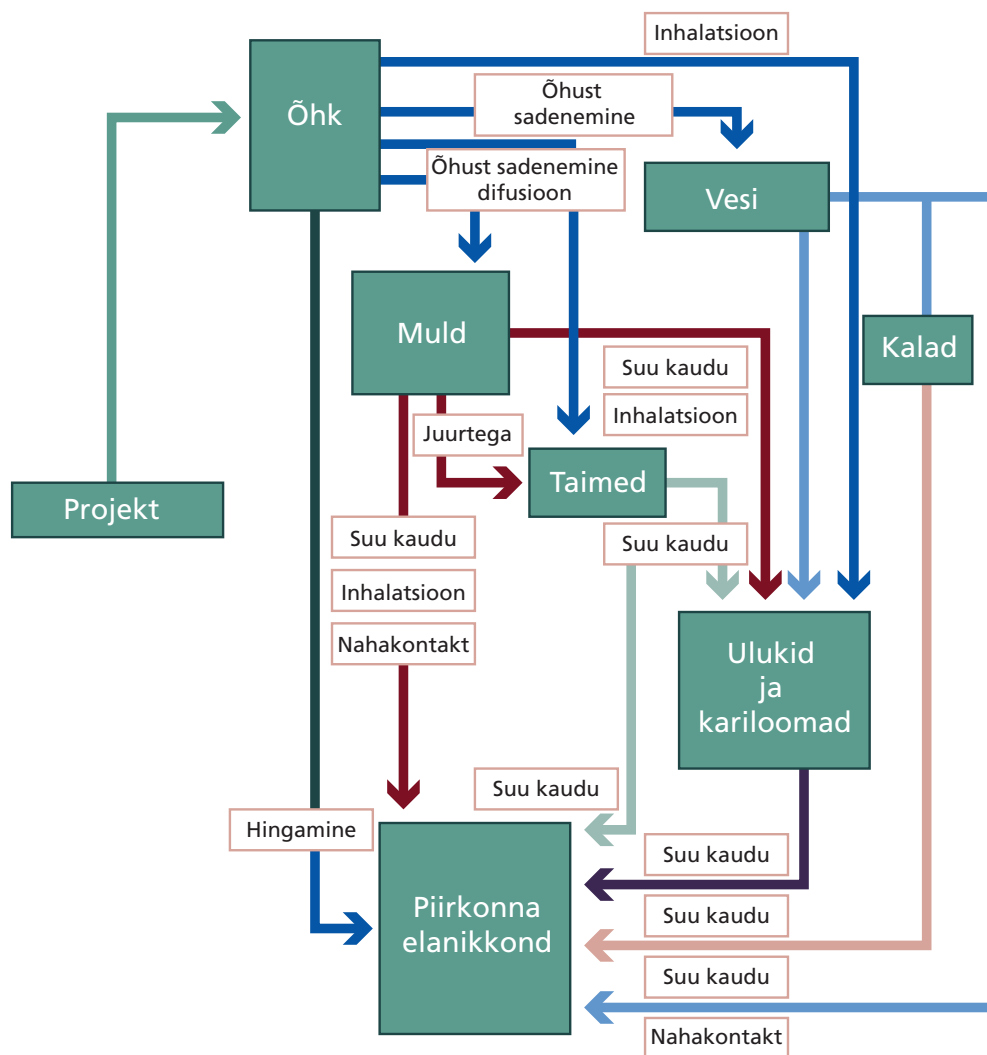 Inhalatsioon
Õhk
Õhust
sadenemine
Õhust sadenemine
difusioon
Vesi
Muld
Kalad
Suu kaudu
Inhalatsioon
Juurtega
Taimed
Projekt
Suu kaudu
Suu kaudu
Inhalatsioon
Nahakontakt
Ulukid
ja
kariloomad
Suu kaudu
Hingamine
Suu kaudu
Piirkonna
elanikkond
Suu kaudu
Suu kaudu
Nahakontakt